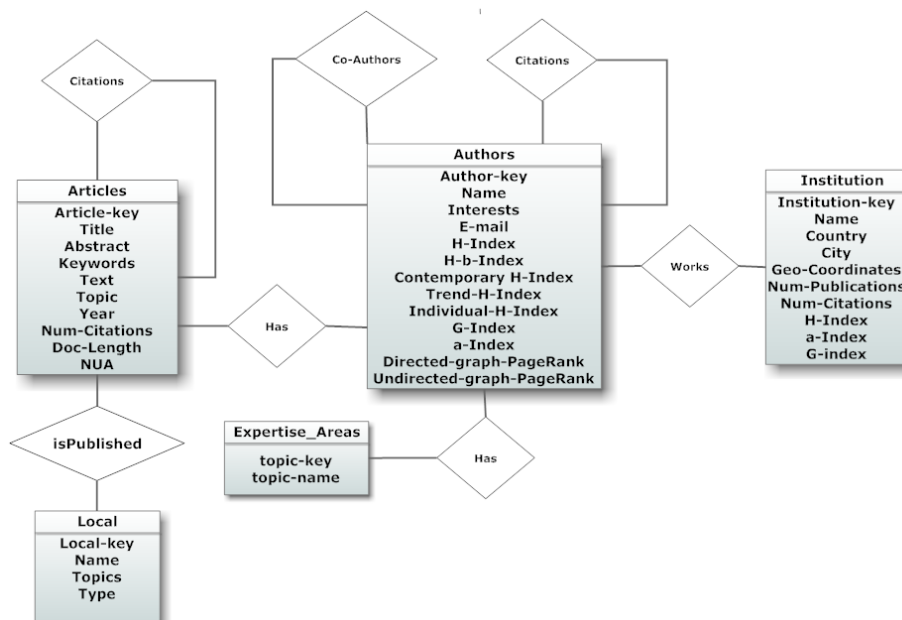 Co-Authors
Citations
Citations
Authors
Author-key
Name
Interests
E-mail
H-Index
H-b-Index
Contemporary H-Index
Trend-H-Index
Individual-H-Index
G-Index
a-Index
Directed-graph-PageRank
Undirected-graph-PageRank
Articles
Article-key
Title
Abstract
Keywords
Text
Topic
Year
Num-Citations
Doc-Length
NUA
Institution
Institution-key
Name
Country
City
Geo-Coordinates
Num-Publications
Num-Citations
H-Index
a-Index
G-index
Works
Has
isPublished
Expertise_Areas
topic-key
topic-name
Has
Local
Local-key
Name
Topics
Type